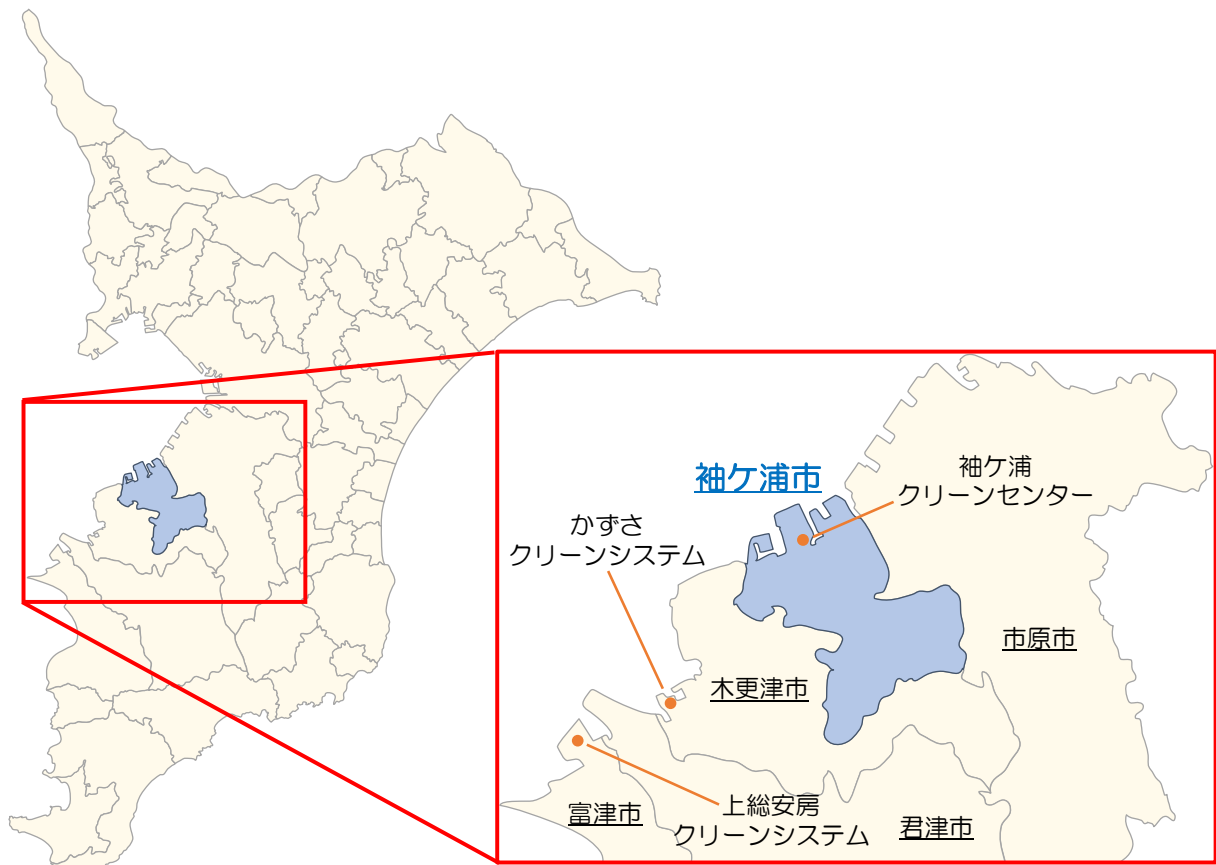 袖ケ浦市
袖ケ浦
クリーンセンター
かずさ
クリーンシステム
市原市
木更津市
富津市
上総安房
クリーンシステム
君津市